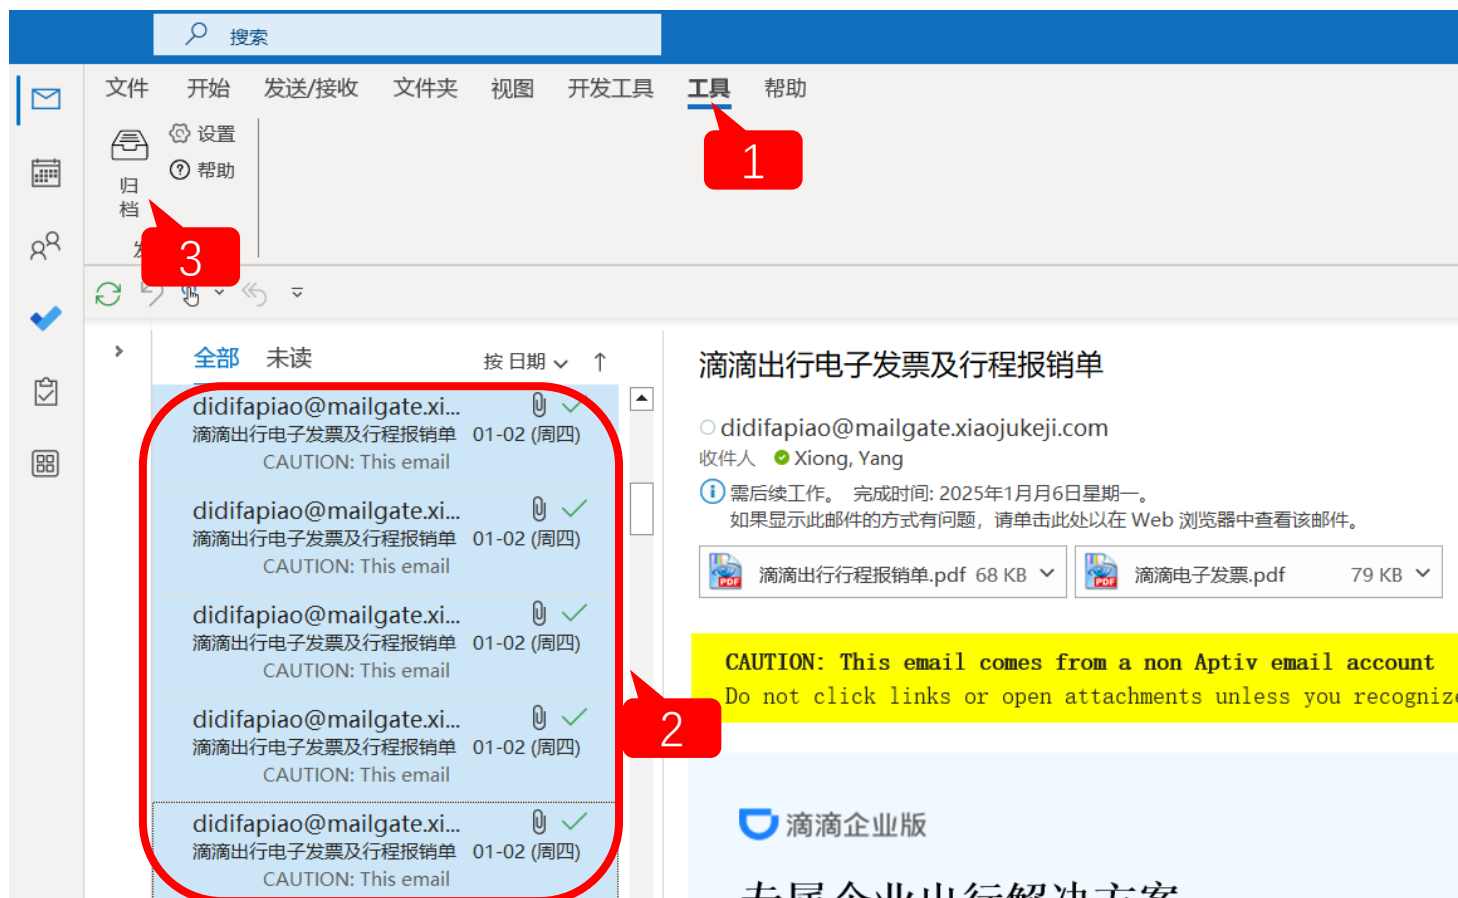 搜索
文件 开始 发送/接收 文件夹 视图 开发工具 工具 帮助
1
归档
设置
帮助
3
全部 未读 按 日期
didifapiao@mailgate.xi...
滴滴出行电子发票及行程报销单 01-02 (周四)
CAUTION: This email
didifapiao@mailgate.xi...
滴滴出行电子发票及行程报销单 01-02 (周四)
CAUTION: This email
didifapiao@mailgate.xi...
滴滴出行电子发票及行程报销单 01-02 (周四)
CAUTION: This email
didifapiao@mailgate.xi...
滴滴出行电子发票及行程报销单 01-02 (周四)
CAUTION: This email
didifapiao@mailgate.xi...
滴滴出行电子发票及行程报销单 01-02 (周四)
CAUTION: This email
2
滴滴出行电子发票及行程报销单
didifapiao@mailgate.xiaojukeji.com
收件人 Xiong, Yang
需后续工作。 完成时间: 2025年1月月6日星期一。
如果显示此邮件的方式有问题，请单击此处以在 Web 浏览器中查看该邮件。
PDF 滴滴出行行程报销单.pdf 68 KB
PDF 滴滴电子发票.pdf 79 KB
CAUTION: This email comes from a non Aptiv email account
Do not click links or open attachments unless you recognize
滴滴企业版
专属企业出行解决方案